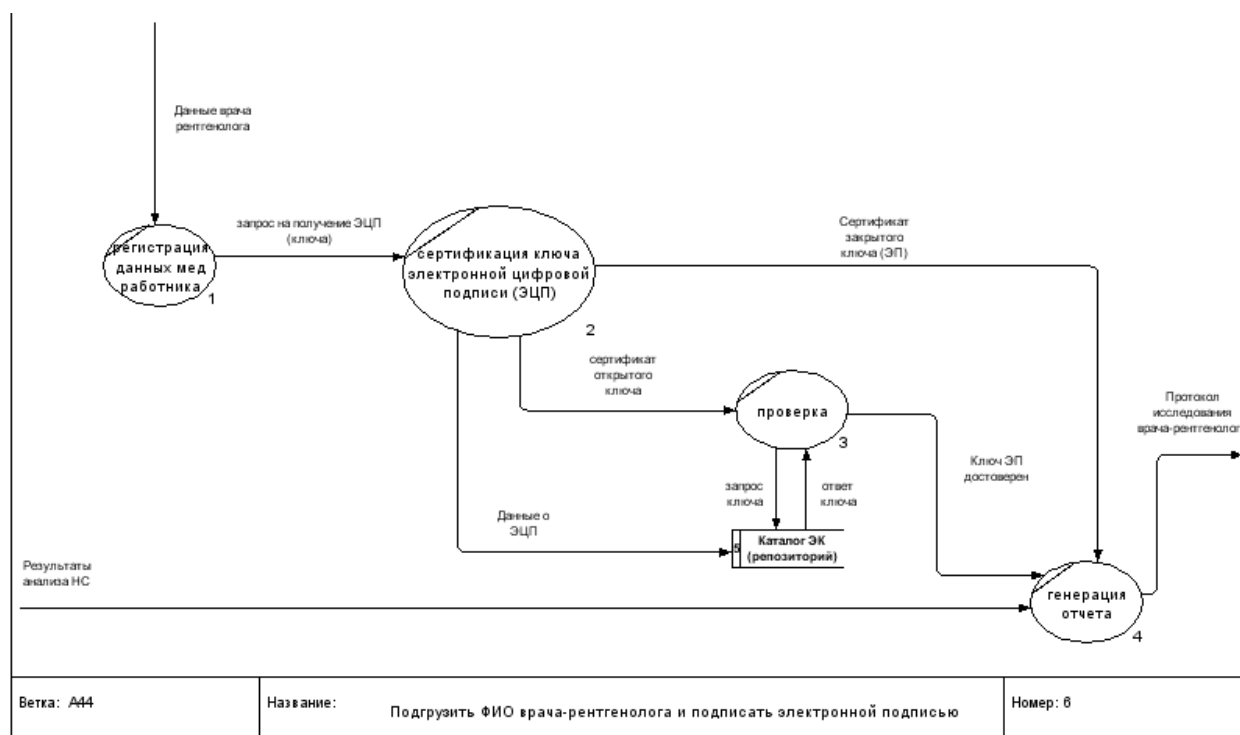 Данные врача
рентгенолога
запрос на получение ЭЦП
(ключа)
Сертификат
закрытого
ключа (ЭП)
регистрация
данных мед
работника
1
сертификация ключа
электронной цифровой
подписи (ЭЦП)
2
сертификат
открытого
ключа
проверка
3
Протокол
исследования
врача-рентгенолог
запрос
ключа
ответ
ключа
Ключ ЭП
достоверен
Данные о
ЭЦП
5
Каталог ЭК
(репозиторий)
Результаты
анализа НС
генерация
отчета
4
Ветка: А44
Название:
Подгрузить ФИО врача-рентгенолога и подписать электронной подписью
Номер: 6